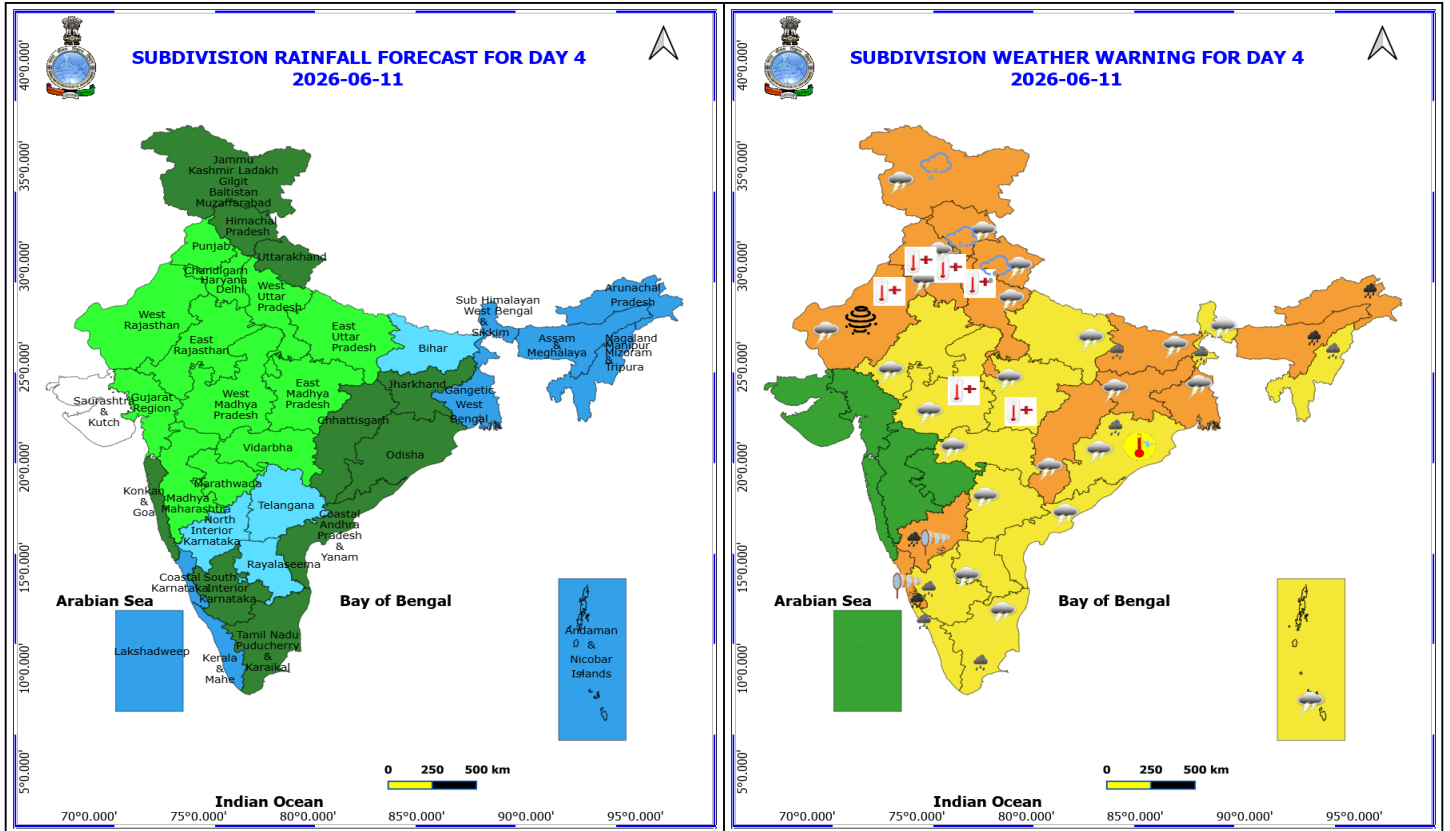 SUBDIVISION RAINFALL FORECAST FOR DAY 4
2026-06-11
40°0.000'
35°0.000'
30°0.000'
25°0.000'
20°0.000'
15°0.000'
10°0.000'
5°0.000'
Jammu
Kashmir Ladakh
Gilgit
Baltistan
Muzaffarabad
Himachal
Pradesh
Punjab
Uttarakhand
Chandigarh
Haryana
Delhi
West
Uttar
Pradesh
West
Rajasthan
East
Rajasthan
East
Uttar
Pradesh
Bihar
Sub Himalayan
West Bengal
&
Sikkim
Arunachal
Pradesh
Assam
&
Meghalaya
Nagaland
Manipur
Mizoram
&
Tripura
Saurashtra
&
Kutch
Gujarat
Region
West
Madhya
Pradesh
East
Madhya
Pradesh
Jharkhand
Gangetic
West
Bengal
Chhattisgarh
Odisha
Vidarbha
Konkan
&
Goa
Madhya
Maharashtra
Marathwada
Telangana
North
Interior
Karnataka
Coastal
Andhra
Pradesh
&
Yanam
Rayalaseema
Coastal
Karnataka
South
Interior
Karnataka
Arabian Sea
Bay of Bengal
Lakshadweep
Kerala
&
Mahe
Tamil Nadu
Puducherry
&
Karaikal
Andaman
&
Nicobar
Islands
0 250 500 km
Indian Ocean
70°0.000' 75°0.000' 80°0.000' 85°0.000' 90°0.000' 95°0.000'
SUBDIVISION WEATHER WARNING FOR DAY 4
2026-06-11
40°0.000'
35°0.000'
30°0.000'
25°0.000'
20°0.000'
15°0.000'
10°0.000'
5°0.000'
Arabian Sea
Bay of Bengal
0 250 500 km
Indian Ocean
70°0.000' 75°0.000' 80°0.000' 85°0.000' 90°0.000' 95°0.000'